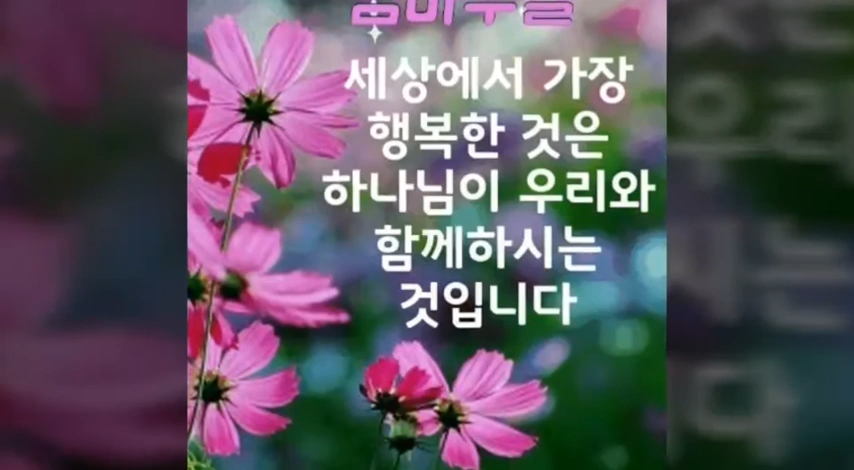 세상에서 가장
행복한 것은
하나님이 우리와
함께하시는
것입니다